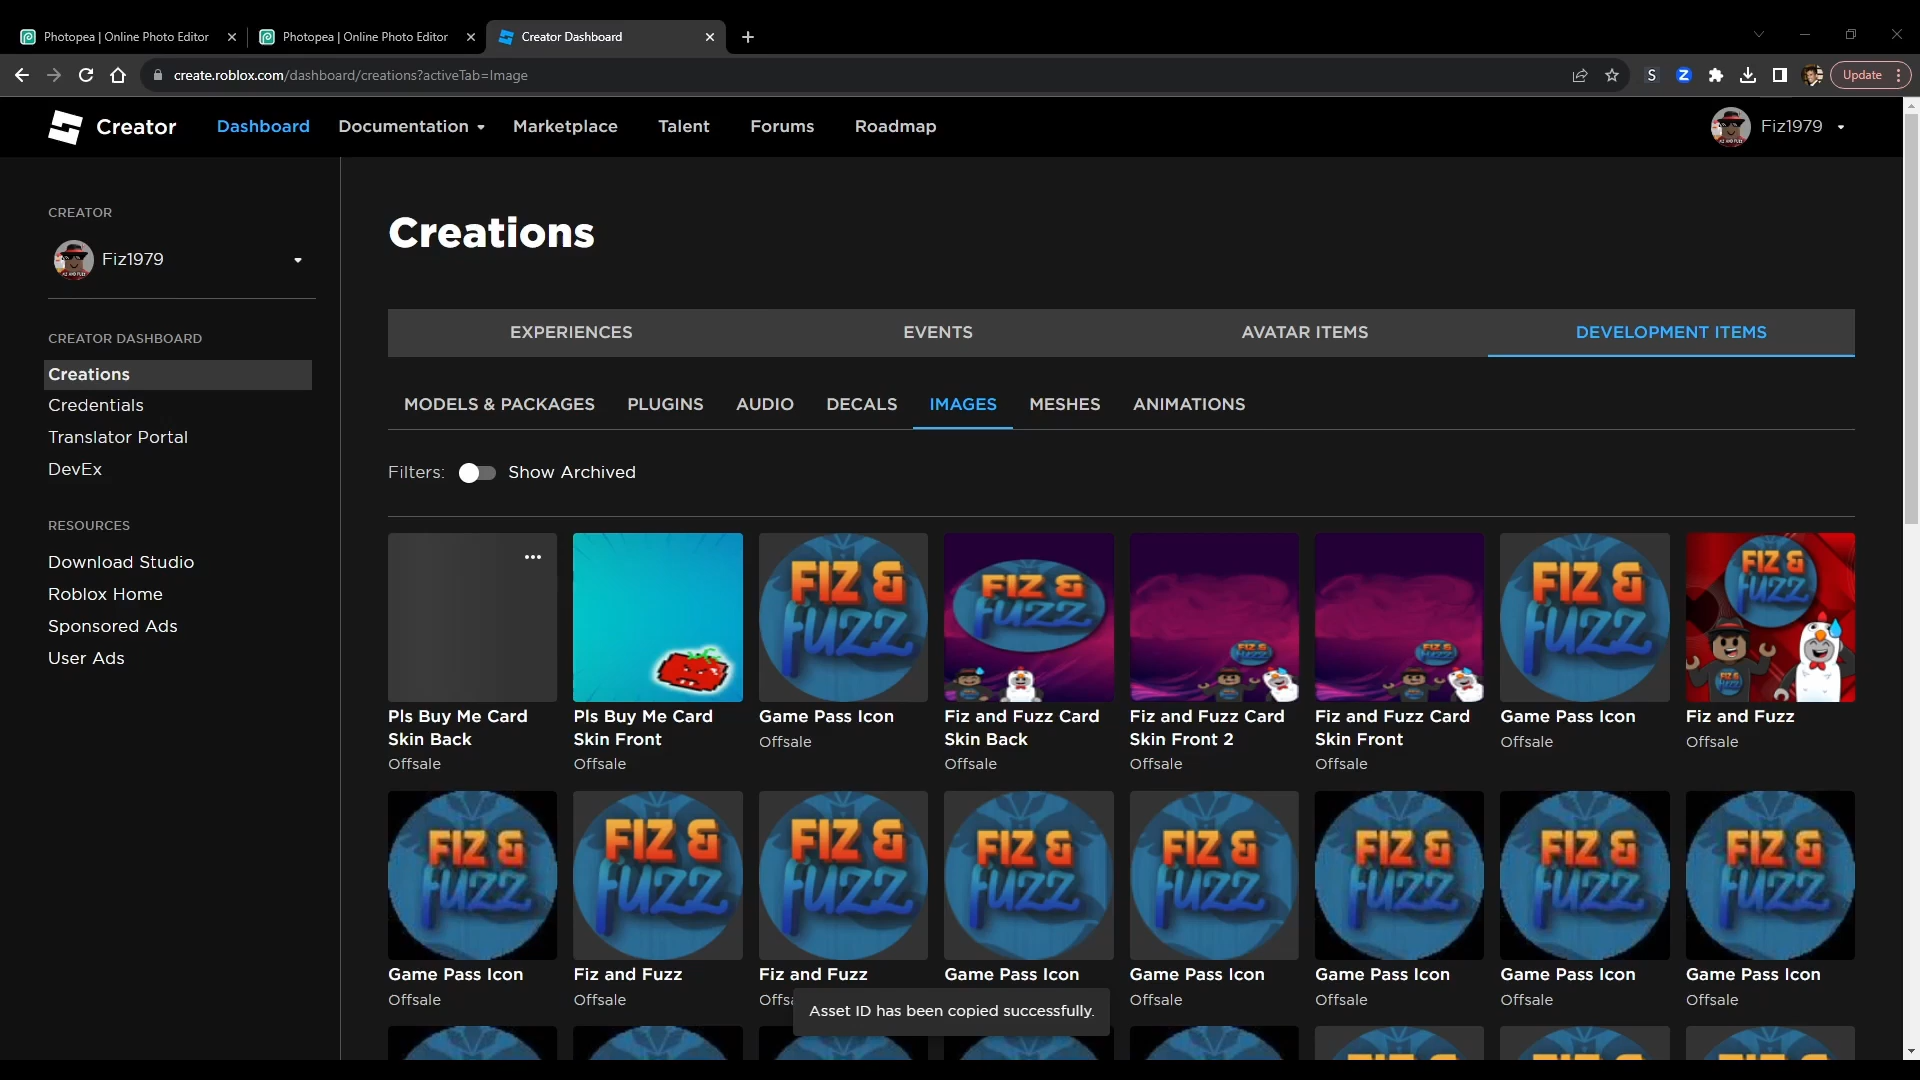 Photopea | Online Photo Editor
Photopea | Online Photo Editor
Creator Dashboard
create.roblox.com/dashboard/creations?activeTab=Image
S
Z
Update
Creator
Dashboard
Documentation
Marketplace
Talent
Forums
Roadmap
Fiz1979
CREATOR
Fiz1979
CREATOR DASHBOARD
Creations
Credentials
Translator Portal
DevEx
RESOURCES
Download Studio
Roblox Home
Sponsored Ads
User Ads
Creations
EXPERIENCES
EVENTS
AVATAR ITEMS
DEVELOPMENT ITEMS
MODELS & PACKAGES
PLUGINS
AUDIO
DECALS
IMAGES
MESHES
ANIMATIONS
Filters:
Show Archived
FIZ &
FUZZ
FIZ &
FUZZ
FIZ &
FUZZ
FIZ &
FUZZ
FIZ &
FUZZ
FIZ &
FUZZ
Pls Buy Me Card
Skin Back
Offsale
Pls Buy Me Card
Skin Front
Offsale
Game Pass Icon
Offsale
Fiz and Fuzz Card
Skin Back
Offsale
Fiz and Fuzz Card
Skin Front 2
Offsale
Fiz and Fuzz Card
Skin Front
Offsale
Game Pass Icon
Offsale
Fiz and Fuzz
Offsale
FIZ &
FUZZ
FIZ &
FUZZ
FIZ &
FUZZ
FIZ &
FUZZ
FIZ &
FUZZ
FIZ &
FUZZ
FIZ &
FUZZ
FIZ &
FUZZ
Game Pass Icon
Offsale
Fiz and Fuzz
Offsale
Fiz and Fuzz
Offsa
Game Pass Icon
Game Pass Icon
Offsale
Game Pass Icon
Offsale
Game Pass Icon
Offsale
Game Pass Icon
Offsale
Asset ID has been copied successfully.